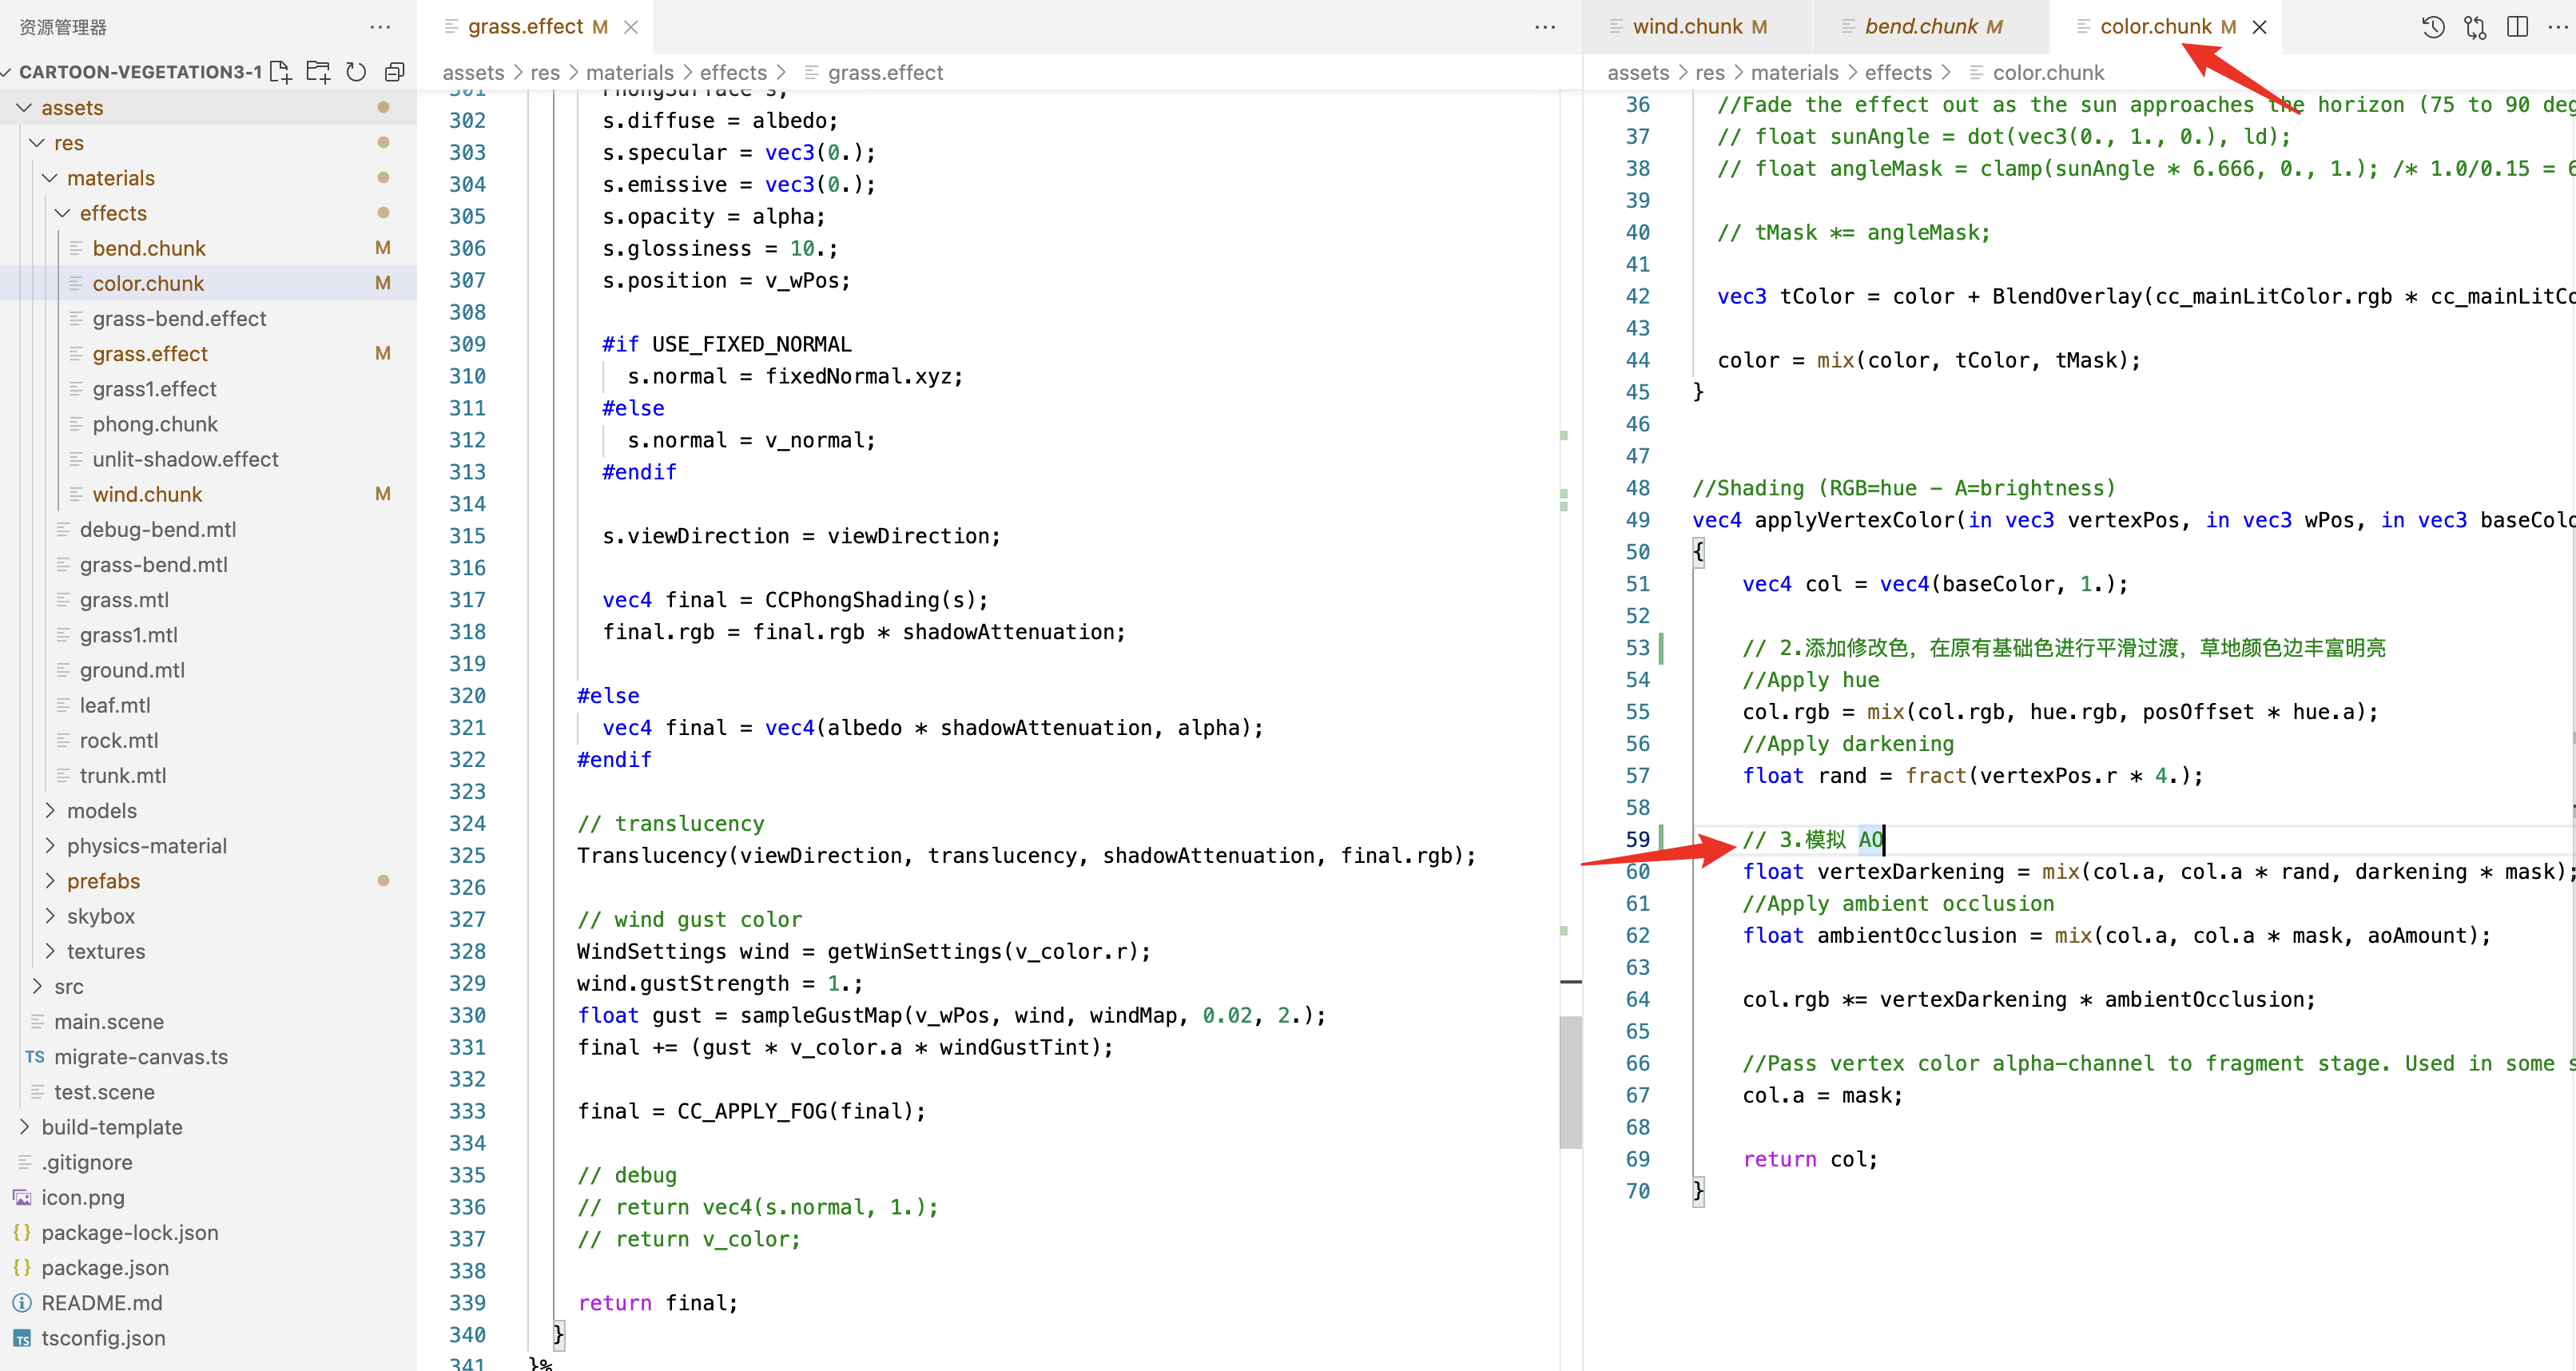 资源管理器
CARTOON-VEGETATION3-1
assets
res
materials
effects
bend.chunk M
color.chunk M
grass-bend.effect
grass.effect M
grass1.effect
phong.chunk
unlit-shadow.effect
wind.chunk M
debug-bend.mtl
grass-bend.mtl
grass.mtl
grass1.mtl
ground.mtl
leaf.mtl
rock.mtl
trunk.mtl
models
physics-material
prefabs
skybox
textures
src
main.scene
TS migrate-canvas.ts
test.scene
build-template
.gitignore
icon.png
{} package-lock.json
{} package.json
README.md
TS tsconfig.json
grass.effect M
assets > res > materials > effects > grass.effect
301 PhongSurface s;
302 s.diffuse = albedo;
303 s.specular = vec3(0.);
304 s.emissive = vec3(0.);
305 s.opacity = alpha;
306 s.glossiness = 10.;
307 s.position = v_wPos;
308
309 #if USE_FIXED_NORMAL
310 s.normal = fixedNormal.xyz;
311 #else
312 s.normal = v_normal;
313 #endif
314
315 s.viewDirection = viewDirection;
316
317 vec4 final = CCPhongShading(s);
318 final.rgb = final.rgb * shadowAttenuation;
319
320 #else
321 vec4 final = vec4(albedo * shadowAttenuation, alpha);
322 #endif
323
324 // translucency
325 Translucency(viewDirection, translucency, shadowAttenuation, final.rgb);
326
327 // wind gust color
328 WindSettings wind = getWinSettings(v_color.r);
329 wind.gustStrength = 1.;
330 float gust = sampleGustMap(v_wPos, wind, windMap, 0.02, 2.);
331 final += (gust * v_color.a * windGustTint);
332
333 final = CC_APPLY_FOG(final);
334
335 // debug
336 // return vec4(s.normal, 1.);
337 // return v_color;
338
339 return final;
340 }
341 }%
wind.chunk M
bend.chunk M
color.chunk M
assets > res > materials > effects > color.chunk
36 //Fade the effect out as the sun approaches the horizon (75 to 90 deg
37 // float sunAngle = dot(vec3(0., 1., 0.), ld);
38 // float angleMask = clamp(sunAngle * 6.666, 0., 1.); /* 1.0/0.15 = 6
39
40 // tMask *= angleMask;
41
42 vec3 tColor = color + BlendOverlay(cc_mainLitColor.rgb * cc_mainLitCo
43
44 color = mix(color, tColor, tMask);
45 }
46
47
48 //Shading (RGB=hue - A=brightness)
49 vec4 applyVertexColor(in vec3 vertexPos, in vec3 wPos, in vec3 baseColo
50 {
51 vec4 col = vec4(baseColor, 1.);
52
53 // 2.添加修改色，在原有基础色进行平滑过渡，草地颜色边丰富明亮
54 //Apply hue
55 col.rgb = mix(col.rgb, hue.rgb, posOffset * hue.a);
56 //Apply darkening
57 float rand = fract(vertexPos.r * 4.);
58
59 // 3.模拟 AO
60 float vertexDarkening = mix(col.a, col.a * rand, darkening * mask);
61 //Apply ambient occlusion
62 float ambientOcclusion = mix(col.a, col.a * mask, aoAmount);
63
64 col.rgb *= vertexDarkening * ambientOcclusion;
65
66 //Pass vertex color alpha-channel to fragment stage. Used in some s
67 col.a = mask;
68
69 return col;
70 }